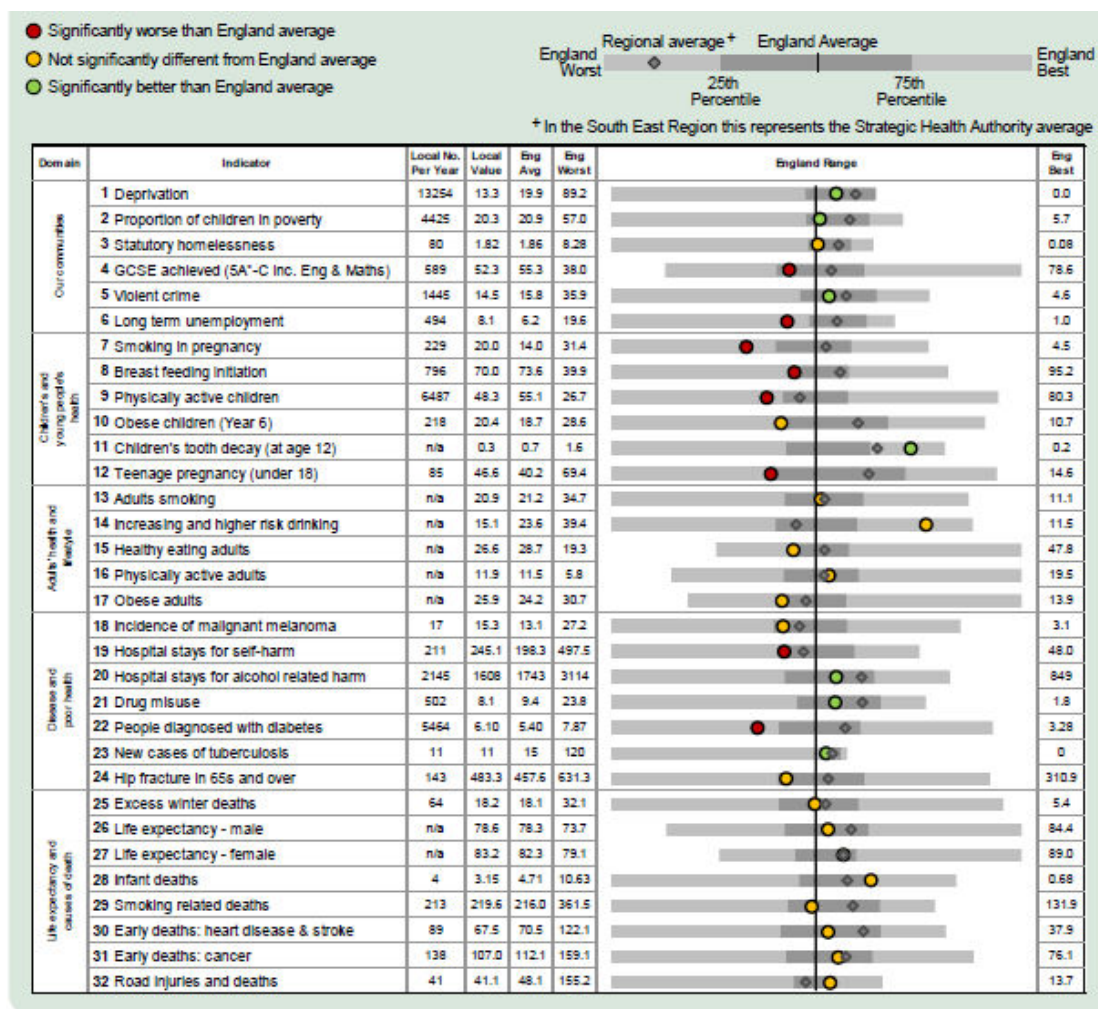 Significantly worse than England average
Not significantly different from England average
Significantly better than England average
Regional average+ England Average
England Worst
England Best
25th Percentile
75th Percentile
+ In the South East Region this represents the Strategic Health Authority average
Domain Indicator Local No. Per Year Local Value Eng Avg Eng Worst England Range Eng Best
Our communities
1 Deprivation 13254 13.3 19.9 89.2 0.0
2 Proportion of children in poverty 4425 20.3 20.9 57.0 5.7
3 Statutory homelessness 80 1.82 1.86 8.28 0.08
4 GCSE achieved (5A*-C inc. Eng & Maths) 589 52.3 55.3 38.0 78.6
5 Violent crime 1445 14.5 15.8 35.9 4.6
6 Long term unemployment 494 8.1 6.2 19.6 1.0
Children's and young people's health
7 Smoking in pregnancy 229 20.0 14.0 31.4 4.5
8 Breast feeding initiation 796 70.0 73.6 39.9 95.2
9 Physically active children 6487 48.3 55.1 26.7 80.3
10 Obese children (Year 6) 218 20.4 18.7 28.6 10.7
11 Children's tooth decay (at age 12) n/a 0.3 0.7 1.6 0.2
12 Teenage pregnancy (under 18) 85 46.6 40.2 69.4 14.6
Adults' health and lifestyle
13 Adults smoking n/a 20.9 21.2 34.7 11.1
14 Increasing and higher risk drinking n/a 15.1 23.6 39.4 11.5
15 Healthy eating adults n/a 26.6 28.7 19.3 47.8
16 Physically active adults n/a 11.9 11.5 5.8 19.5
17 Obese adults n/a 25.9 24.2 30.7 13.9
Disease and poor health
18 Incidence of malignant melanoma 17 15.3 13.1 27.2 3.1
19 Hospital stays for self-harm 211 245.1 198.3 497.5 48.0
20 Hospital stays for alcohol related harm 2145 1608 1743 3114 849
21 Drug misuse 502 8.1 9.4 23.8 1.8
22 People diagnosed with diabetes 5464 6.10 5.40 7.87 3.28
23 New cases of tuberculosis 11 11 15 120 0
24 Hip fracture in 65s and over 143 483.3 457.6 631.3 310.9
Life expectancy and causes of death
25 Excess winter deaths 64 18.2 18.1 32.1 5.4
26 Life expectancy - male n/a 78.6 78.3 73.7 84.4
27 Life expectancy - female n/a 83.2 82.3 79.1 89.0
28 Infant deaths 4 3.15 4.71 10.63 0.68
29 Smoking related deaths 213 219.6 216.0 361.5 131.9
30 Early deaths: heart disease & stroke 89 67.5 70.5 122.1 37.9
31 Early deaths: cancer 138 107.0 112.1 159.1 76.1
32 Road injuries and deaths 41 41.1 48.1 155.2 13.7